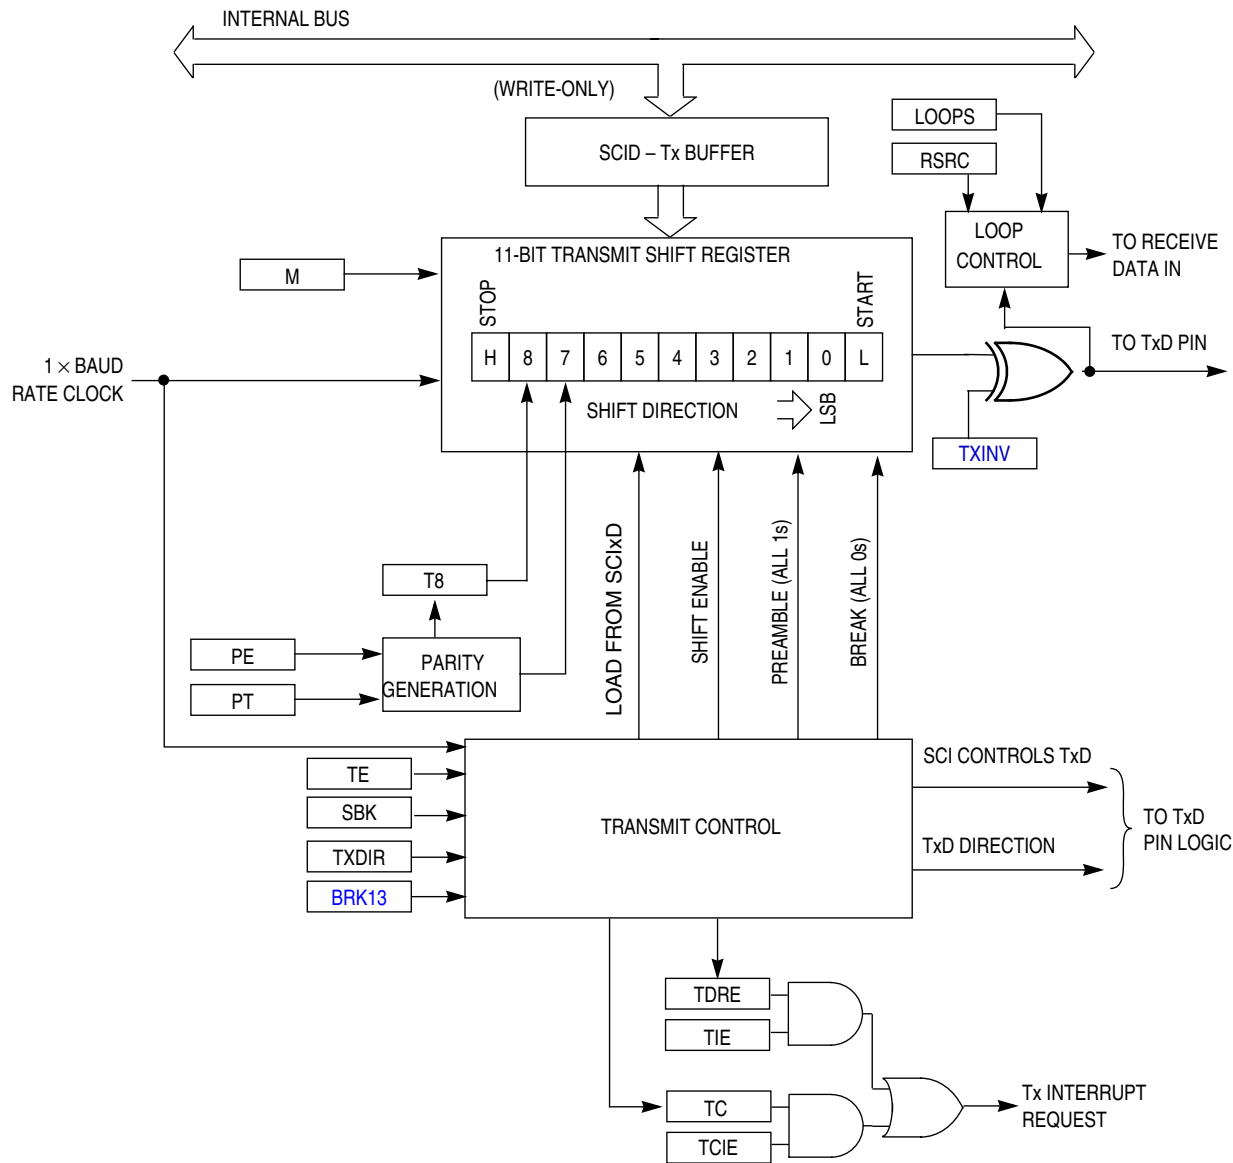 INTERNAL BUS
(WRITE-ONLY)
SCID – Tx BUFFER
LOOPS
RSRC
LOOP
CONTROL
TO RECEIVE
DATA IN
11-BIT TRANSMIT SHIFT REGISTER
M
STOP
START
H 8 7 6 5 4 3 2 1 0 L
1 × BAUD
RATE CLOCK
TO TxD PIN
SHIFT DIRECTION
LSB
TXINV
LOAD FROM SCIxD
SHIFT ENABLE
PREAMBLE (ALL 1s)
BREAK (ALL 0s)
T8
PE
PT
PARITY
GENERATION
TE
SBK
TXDIR
BRK13
TRANSMIT CONTROL
SCI CONTROLS TxD
TxD DIRECTION
TO TxD
PIN LOGIC
TDRE
TIE
TC
TCIE
Tx INTERRUPT
REQUEST